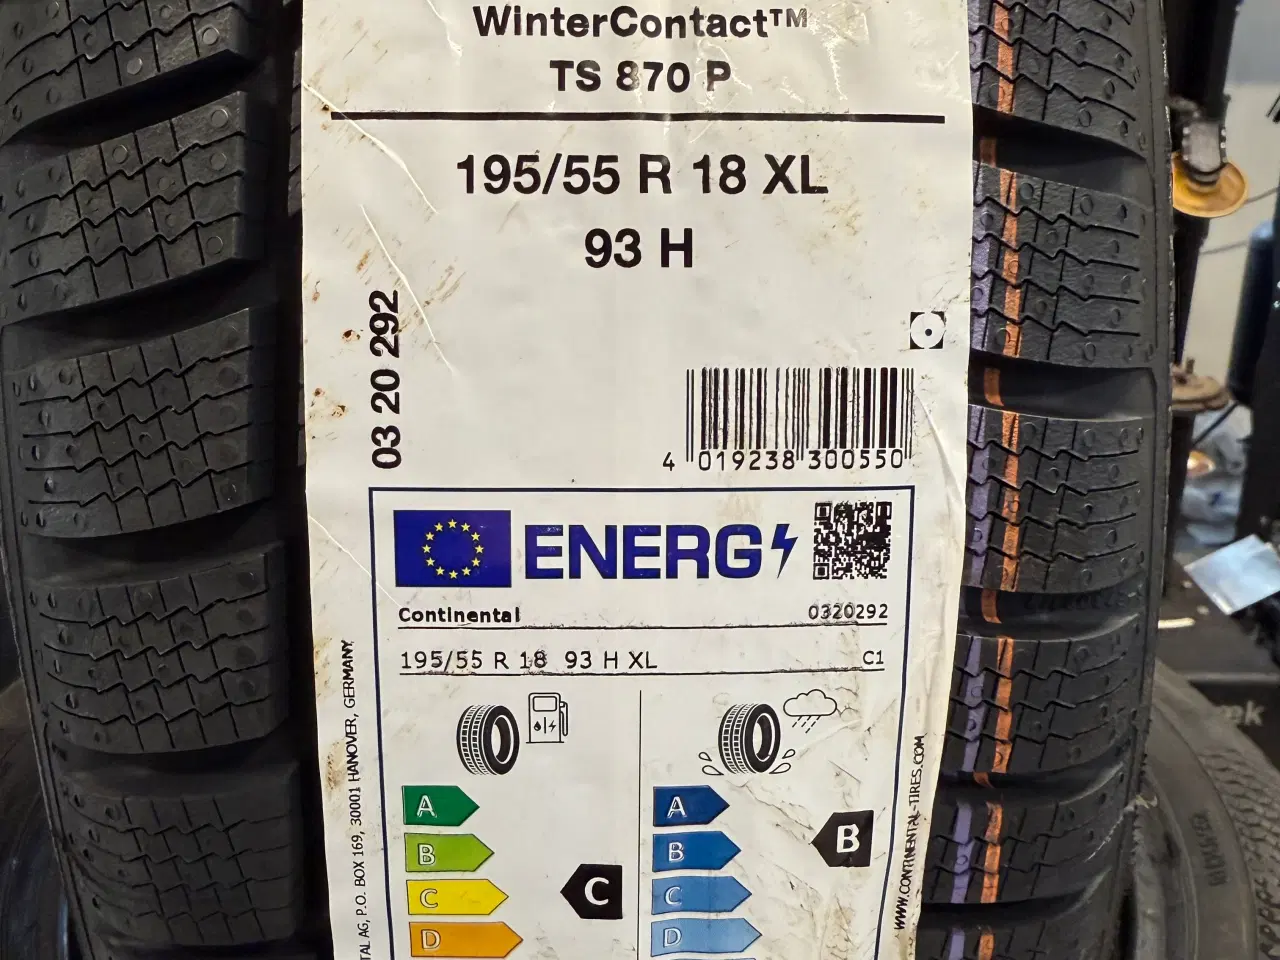 WinterContact™
TS 870 P
195/55 R 18 XL
93 H
03 20 292
4 019238 300550
ENERG
Continental
0320292
195/55 R 18 93 H XL
C1
A
B
C
D
C
A
B
C
D
B
TAL AG, P.O. BOX 169, 30001 HANOVER, GERMANY
WWW.CONTINENTAL-TIRES.COM